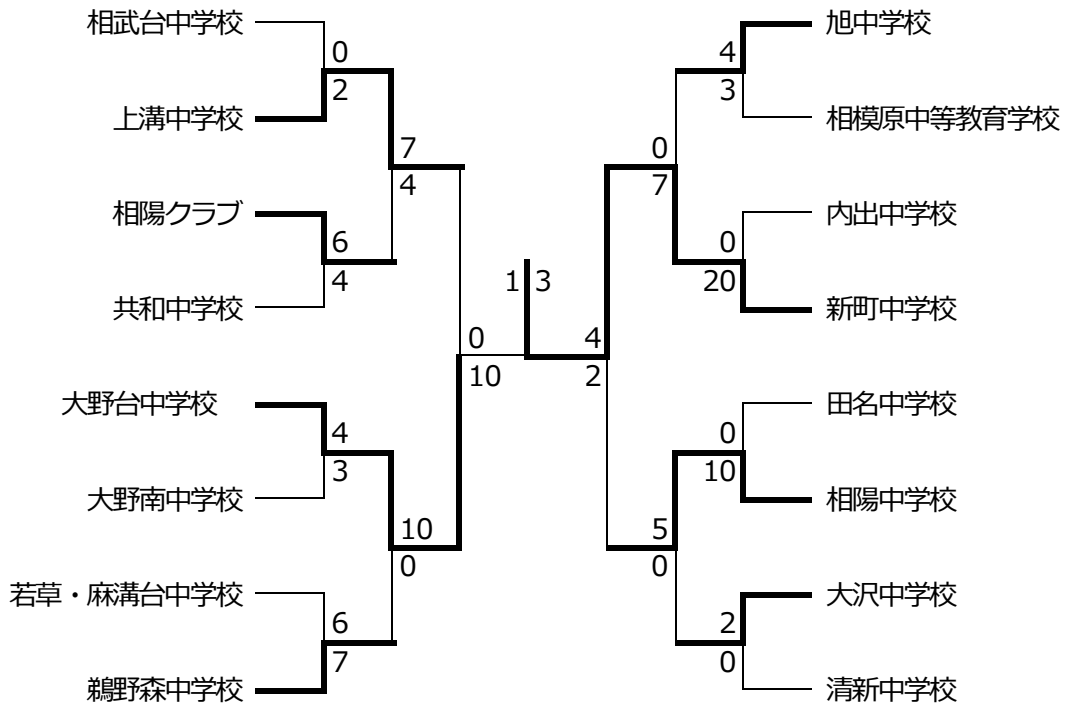 相武台中学校
0
2
上溝中学校
7
4
相陽クラブ
6
4
共和中学校
0
10
大野台中学校
4
3
大野南中学校
10
0
若草・麻溝台中学校
6
7
鵜野森中学校
1 3
旭中学校
4
3
相模原中等教育学校
0
7
内出中学校
0
20
新町中学校
4
2
田名中学校
0
10
相陽中学校
5
0
大沢中学校
2
0
清新中学校